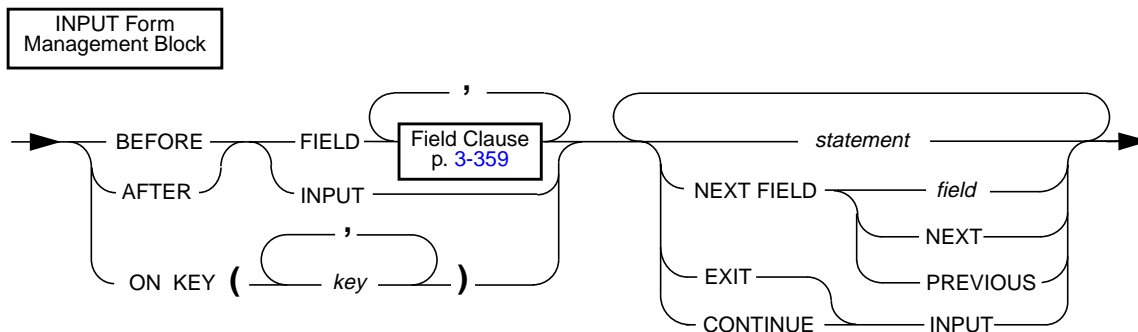 INPUT Form
Management Block
,
BEFORE FIELD Field Clause statement
p. 3-359
AFTER INPUT NEXT FIELD field
, NEXT
ON KEY ( key ) EXIT PREVIOUS
CONTINUE INPUT